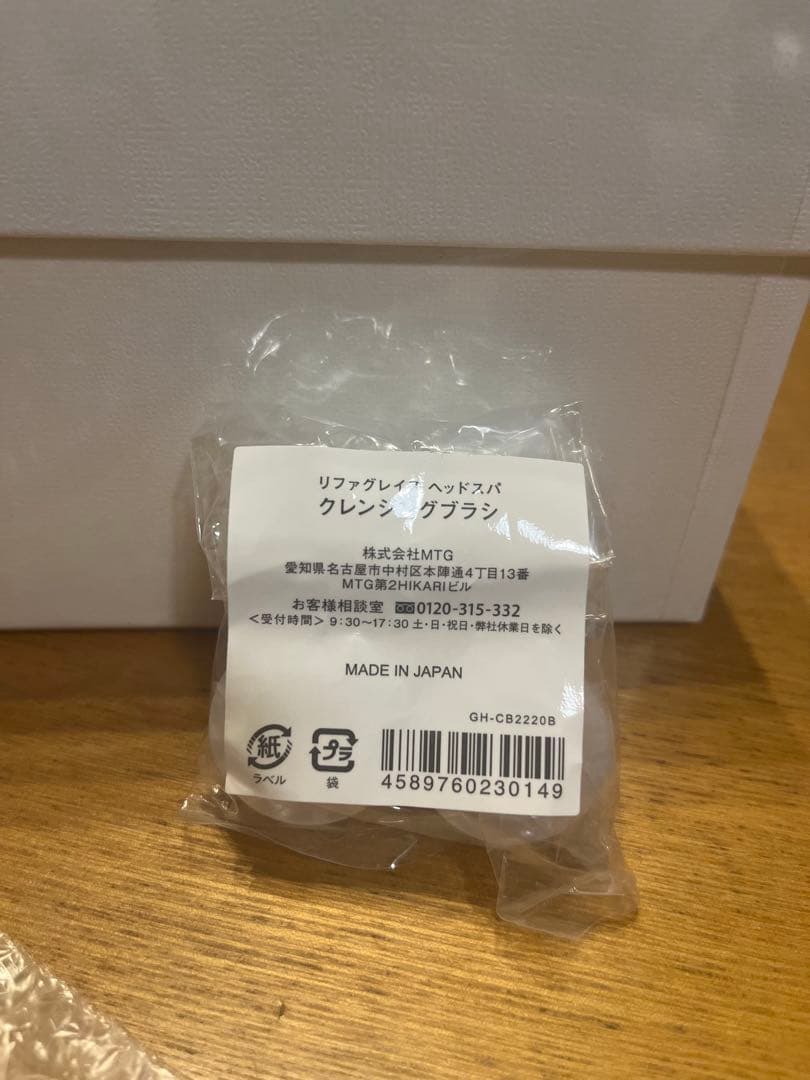 リファグレイス ヘッドスパ
クレンジングブラシ
株式会社MTG
愛知県名古屋市中村区本陣通4丁目13番
MTG第2HIKARIビル
お客様相談室 0120-315-332
＜受付時間＞ 9:30〜17:30 土・日・祝日・弊社休業日を除く
MADE IN JAPAN
GH-CB2220B
紙
ラベル
プラ
袋
4589760230149